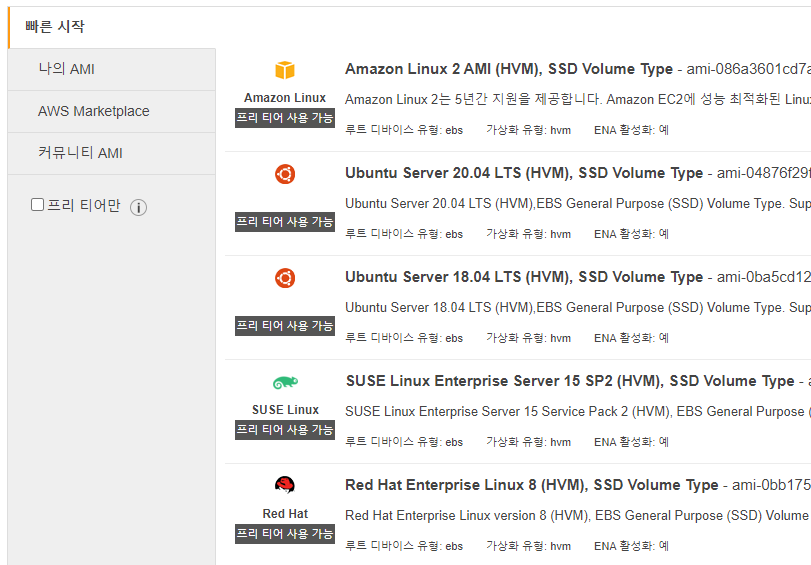 빠른 시작
나의 AMI
AWS Marketplace
커뮤니티 AMI
프리 티어만
Amazon Linux
프리 티어 사용 가능
Amazon Linux 2 AMI (HVM), SSD Volume Type - ami-086a3601cd7a
Amazon Linux 2는 5년간 지원을 제공합니다. Amazon EC2에 성능 최적화된 Linux
루트 디바이스 유형: ebs 가상화 유형: hvm ENA 활성화: 예
프리 티어 사용 가능
Ubuntu Server 20.04 LTS (HVM), SSD Volume Type - ami-04876f29f
Ubuntu Server 20.04 LTS (HVM),EBS General Purpose (SSD) Volume Type. Sup
루트 디바이스 유형: ebs 가상화 유형: hvm ENA 활성화: 예
프리 티어 사용 가능
Ubuntu Server 18.04 LTS (HVM), SSD Volume Type - ami-0ba5cd12
Ubuntu Server 18.04 LTS (HVM),EBS General Purpose (SSD) Volume Type. Sup
루트 디바이스 유형: ebs 가상화 유형: hvm ENA 활성화: 예
SUSE Linux
프리 티어 사용 가능
SUSE Linux Enterprise Server 15 SP2 (HVM), SSD Volume Type -
SUSE Linux Enterprise Server 15 Service Pack 2 (HVM), EBS General Purpose (
루트 디바이스 유형: ebs 가상화 유형: hvm ENA 활성화: 예
Red Hat
프리 티어 사용 가능
Red Hat Enterprise Linux 8 (HVM), SSD Volume Type - ami-0bb175
Red Hat Enterprise Linux version 8 (HVM), EBS General Purpose (SSD) Volume
루트 디바이스 유형: ebs 가상화 유형: hvm ENA 활성화: 예